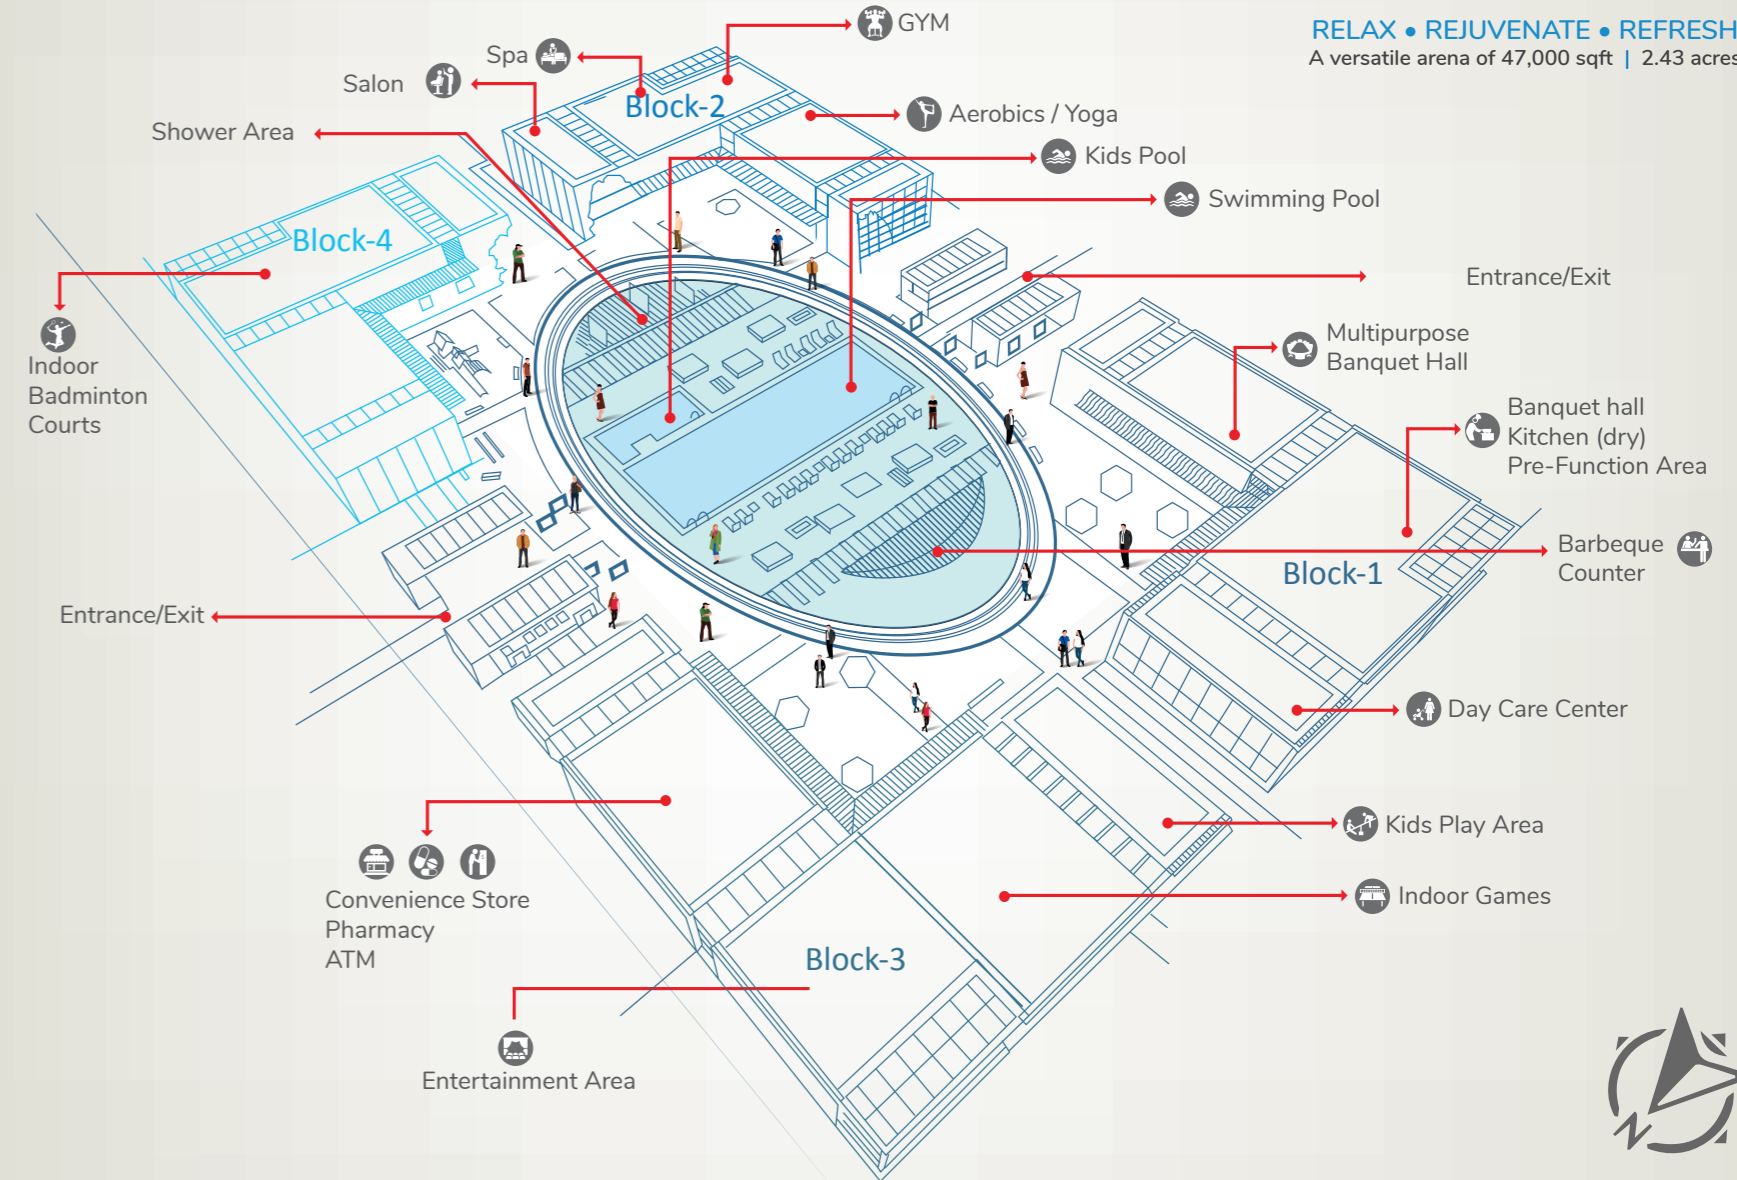 GYM
RELAX • REJUVENATE • REFRESH
A versatile arena of 47,000 sqft | 2.43 acres
Spa
Salon
Block-2
Aerobics / Yoga
Shower Area
Kids Pool
Swimming Pool
Block-4
Entrance/Exit
Multipurpose
Banquet Hall
Indoor
Badminton
Courts
Banquet hall
Kitchen (dry)
Pre-Function Area
Barbeque
Counter
Block-1
Entrance/Exit
Day Care Center
Kids Play Area
Convenience Store
Pharmacy
ATM
Indoor Games
Block-3
Entertainment Area
N